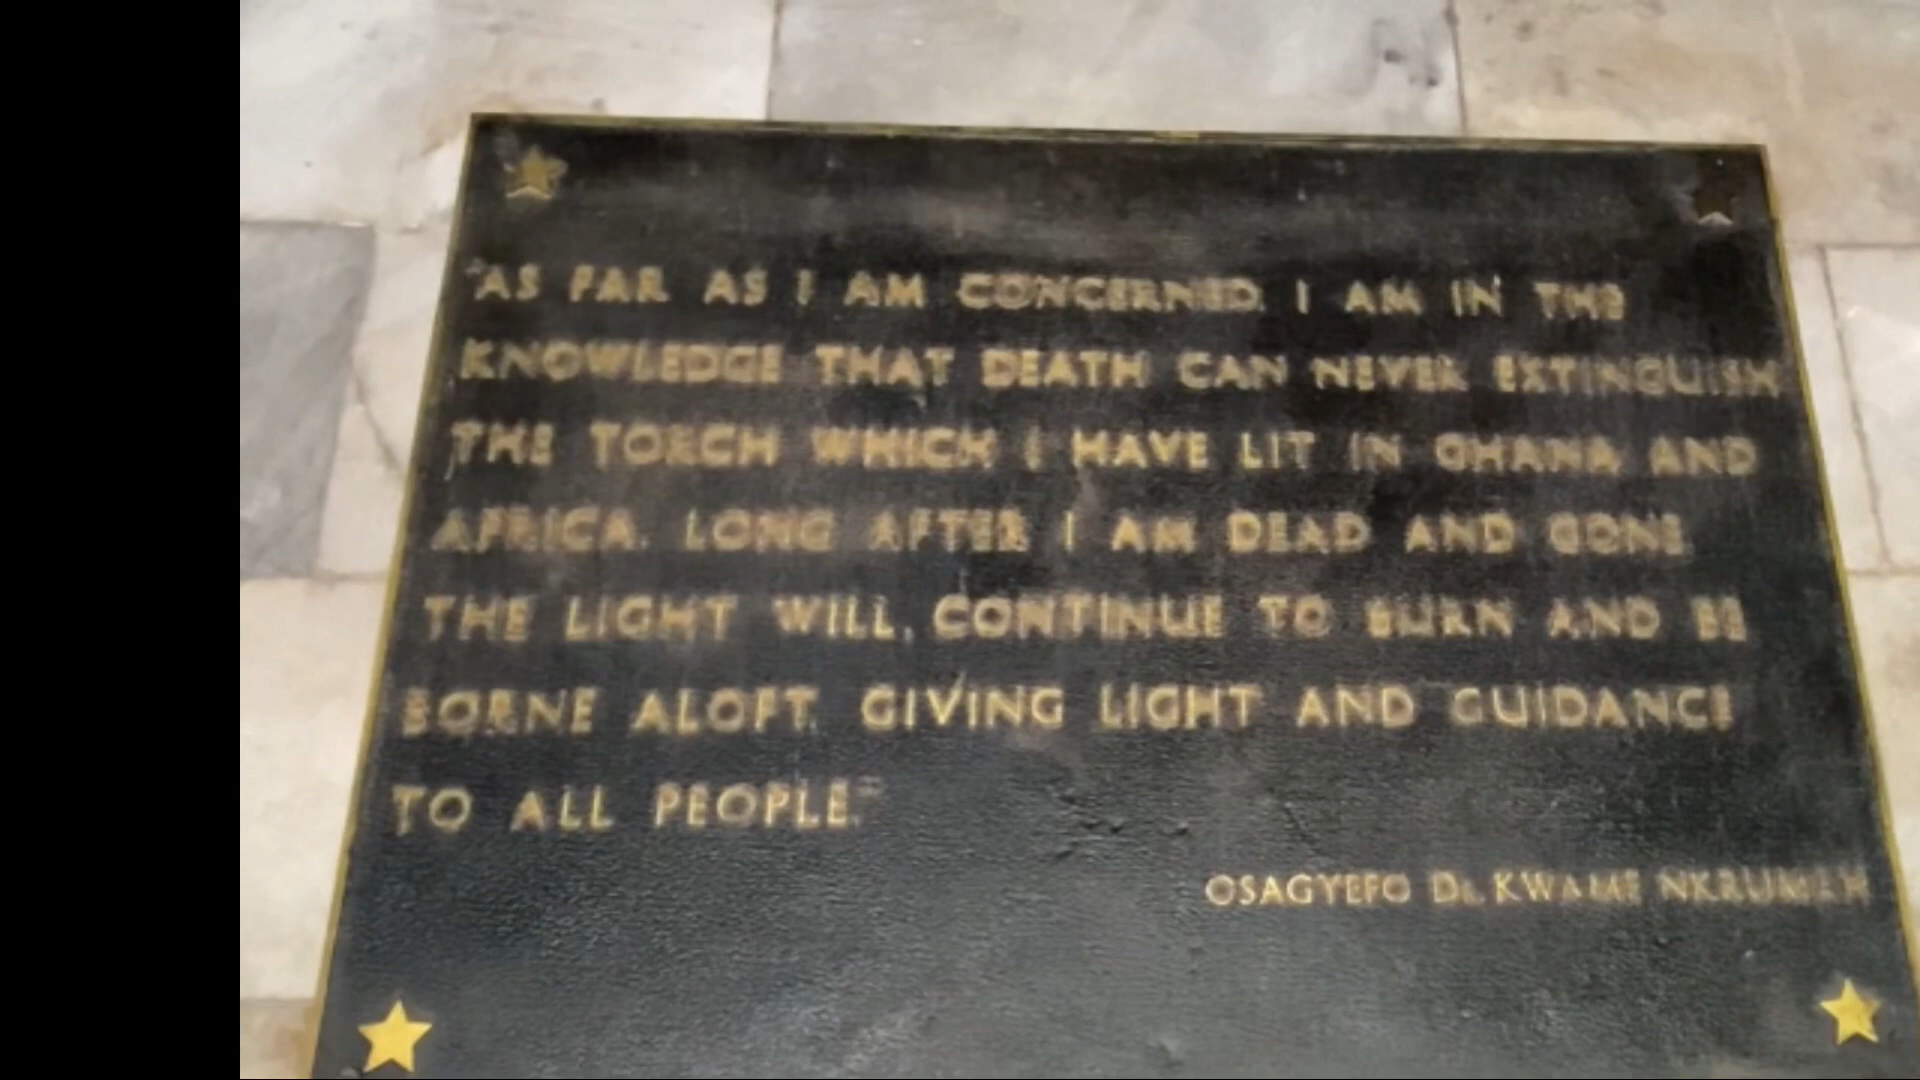 "AS FAR AS I AM CONCERNED. I AM IN THE
KNOWLEDGE THAT DEATH CAN NEVER EXTINGUISH
THE TORCH WHICH I HAVE LIT IN GHANA AND
AFRICA. LONG AFTER I AM DEAD AND GONE.
THE LIGHT WILL, CONTINUE TO BURN AND BE
BORNE ALOFT. GIVING LIGHT AND GUIDANCE
TO ALL PEOPLE."
OSAGYEFO DR. KWAME NKRUMAH